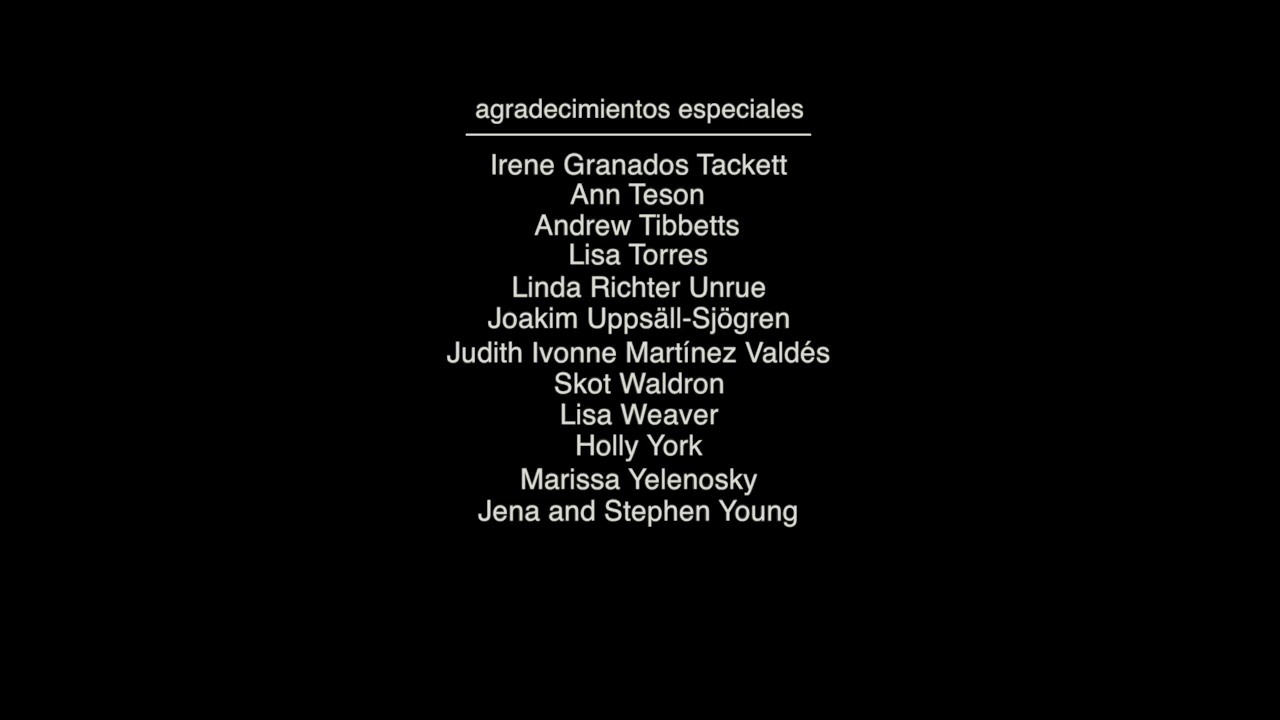 agradecimientos especiales
Irene Granados Tackett
Ann Teson
Andrew Tibbetts
Lisa Torres
Linda Richter Unrue
Joakim Uppsäll-Sjögren
Judith Ivonne Martínez Valdés
Skot Waldron
Lisa Weaver
Holly York
Marissa Yelenosky
Jena and Stephen Young